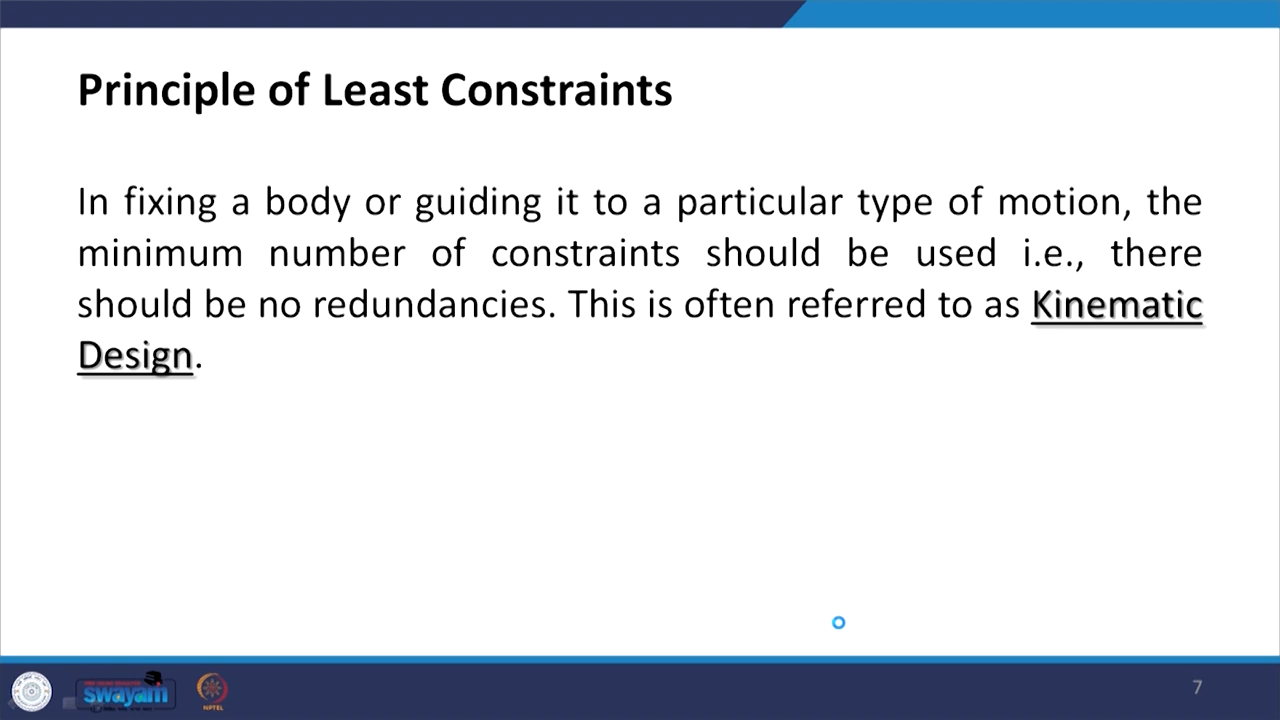 Principle of Least Constraints
In fixing a body or guiding it to a particular type of motion, the
minimum number of constraints should be used i.e., there
should be no redundancies. This is often referred to as Kinematic
Design.
swayam
NPTEL
7